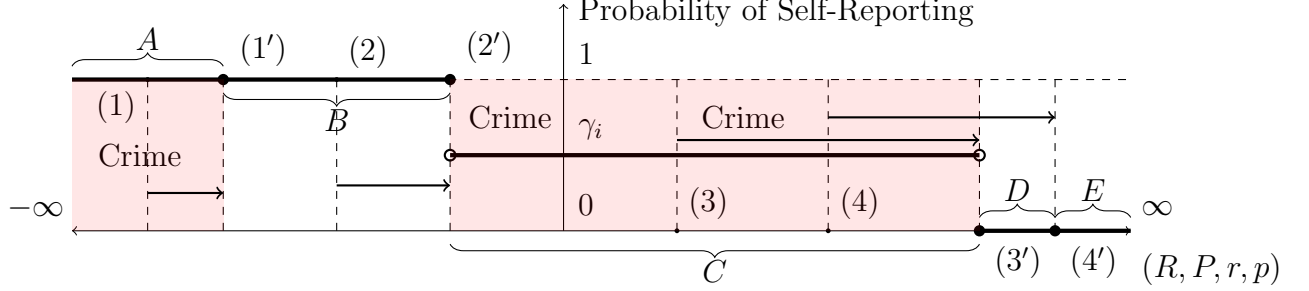 Probability of Self-Reporting
A (1′) (2) (2′) 1
(1) B Crime γᵢ Crime
Crime
−∞ 0 (3) (4) D E ∞
C (3′) (4′) (R, P, r, p)